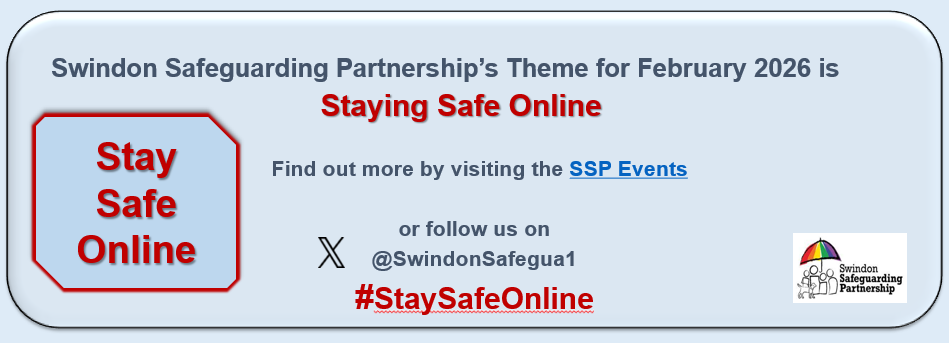 Swindon Safeguarding Partnership's Theme for February 2026 is
Staying Safe Online
Stay
Safe
Online
Find out more by visiting the SSP Events
or follow us on
@SwindonSafegua1
#StaySafeOnline
Swindon
Safeguarding
Partnership